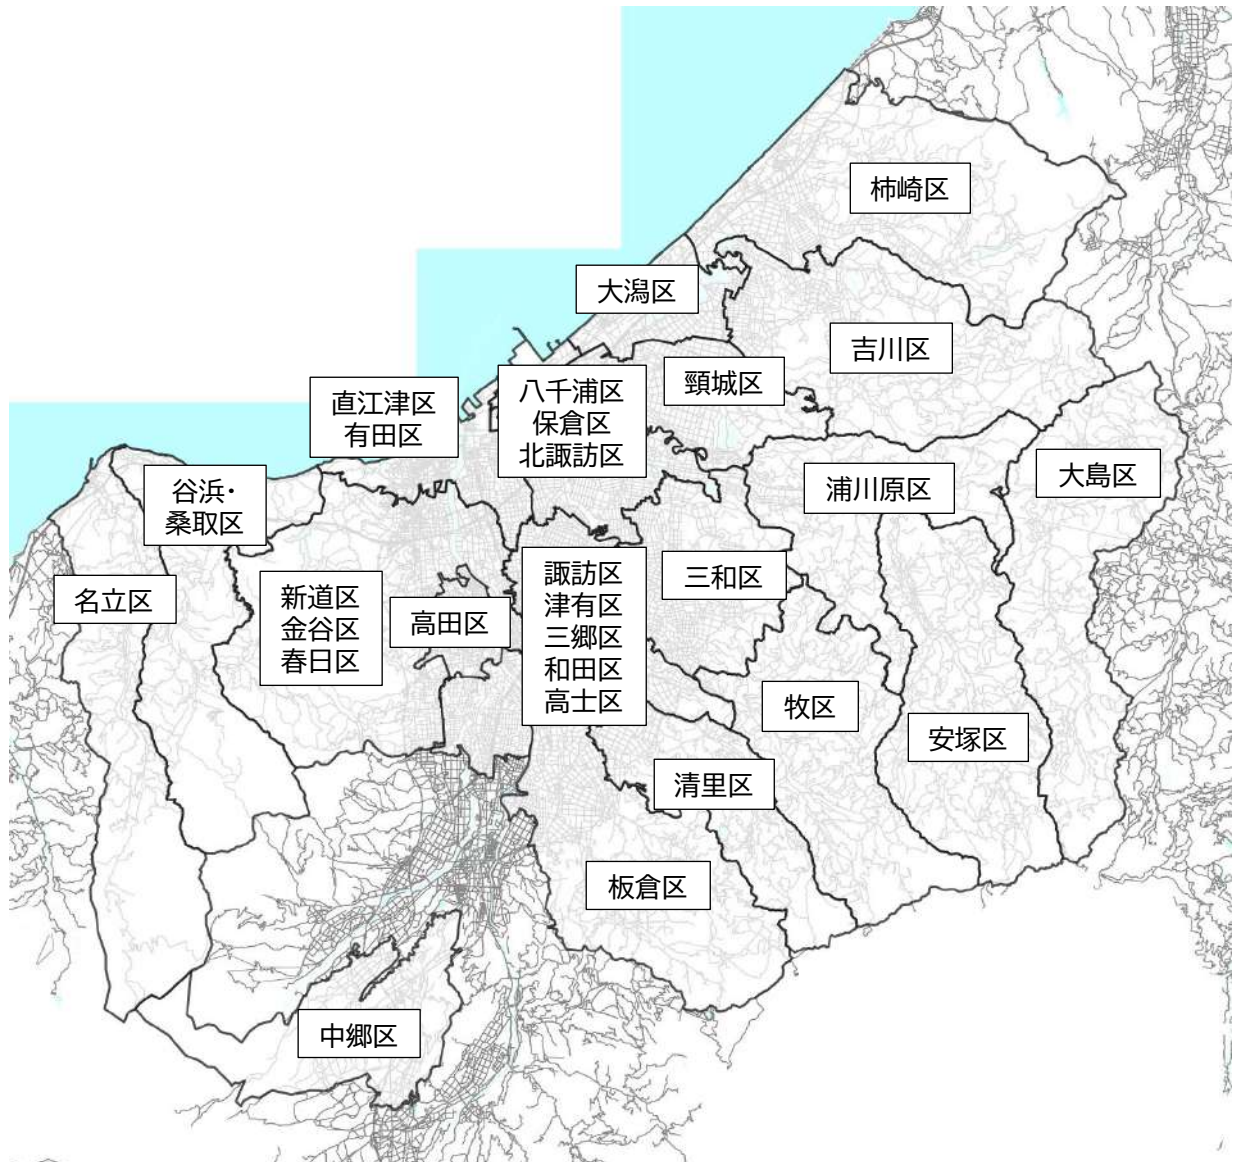 柿崎区
大潟区
吉川区
頸城区
直江津区
有田区
八千浦区
保倉区
北諏訪区
大島区
浦川原区
谷浜・
桑取区
名立区
新道区
金谷区
春日区
高田区
諏訪区
津有区
三郷区
和田区
高士区
三和区
牧区
安塚区
清里区
板倉区
中郷区